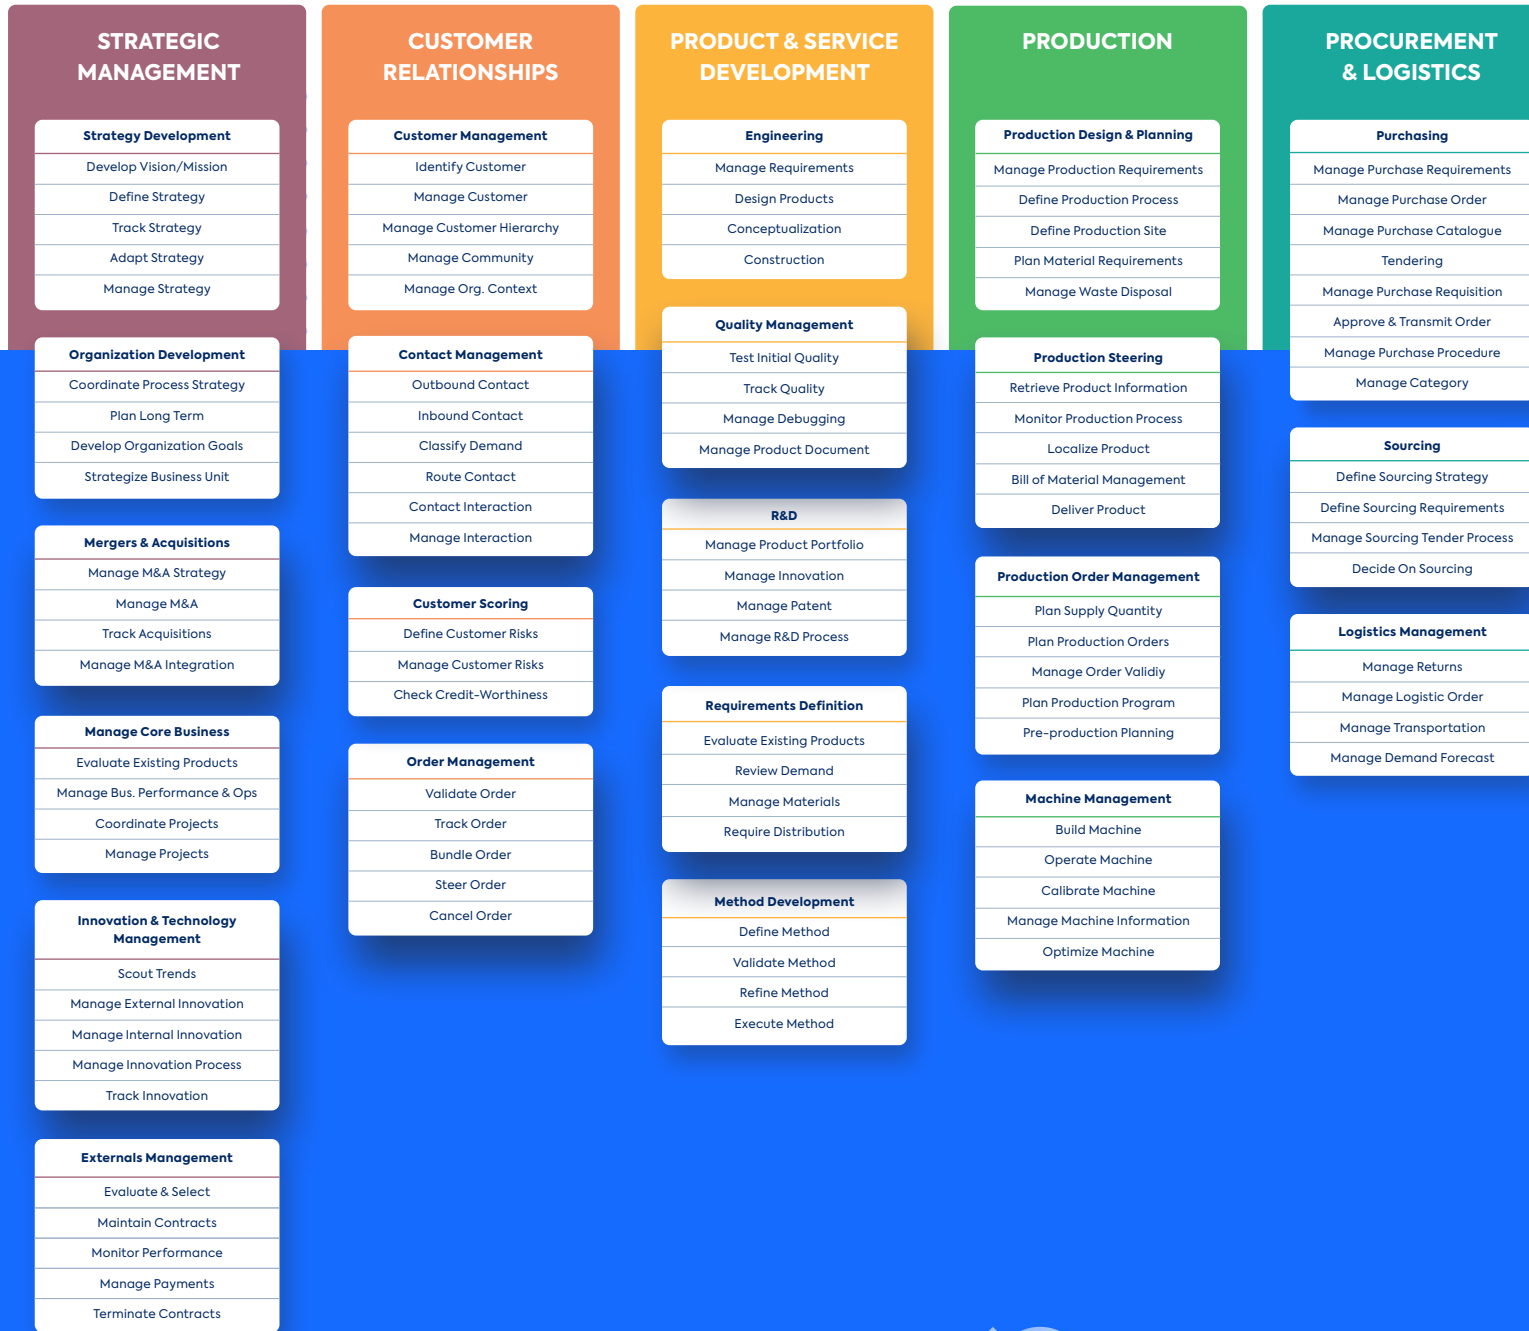 STRATEGIC
MANAGEMENT
Strategy Development
Develop Vision/Mission
Define Strategy
Track Strategy
Adapt Strategy
Manage Strategy
Organization Development
Coordinate Process Strategy
Plan Long Term
Develop Organization Goals
Strategize Business Unit
Mergers & Acquisitions
Manage M&A Strategy
Manage M&A
Track Acquisitions
Manage M&A Integration
Manage Core Business
Evaluate Existing Products
Manage Bus. Performance & Ops
Coordinate Projects
Manage Projects
Innovation & Technology
Management
Scout Trends
Manage External Innovation
Manage Internal Innovation
Manage Innovation Process
Track Innovation
Externals Management
Evaluate & Select
Maintain Contracts
Monitor Performance
Manage Payments
Terminate Contracts
CUSTOMER
RELATIONSHIPS
Customer Management
Identify Customer
Manage Customer
Manage Customer Hierarchy
Manage Community
Manage Org. Context
Contact Management
Outbound Contact
Inbound Contact
Classify Demand
Route Contact
Contact Interaction
Manage Interaction
Customer Scoring
Define Customer Risks
Manage Customer Risks
Check Credit-Worthiness
Order Management
Validate Order
Track Order
Bundle Order
Steer Order
Cancel Order
PRODUCT & SERVICE
DEVELOPMENT
Engineering
Manage Requirements
Design Products
Conceptualization
Construction
Quality Management
Test Initial Quality
Track Quality
Manage Debugging
Manage Product Document
R&D
Manage Product Portfolio
Manage Innovation
Manage Patent
Manage R&D Process
Requirements Definition
Evaluate Existing Products
Review Demand
Manage Materials
Require Distribution
Method Development
Define Method
Validate Method
Refine Method
Execute Method
PRODUCTION
Production Design & Planning
Manage Production Requirements
Define Production Process
Define Production Site
Plan Material Requirements
Manage Waste Disposal
Production Steering
Retrieve Product Information
Monitor Production Process
Localize Product
Bill of Material Management
Deliver Product
Production Order Management
Plan Supply Quantity
Plan Production Orders
Manage Order Validiy
Plan Production Program
Pre-production Planning
Machine Management
Build Machine
Operate Machine
Calibrate Machine
Manage Machine Information
Optimize Machine
PROCUREMENT
& LOGISTICS
Purchasing
Manage Purchase Requirements
Manage Purchase Order
Manage Purchase Catalogue
Tendering
Manage Purchase Requisition
Approve & Transmit Order
Manage Purchase Procedure
Manage Category
Sourcing
Define Sourcing Strategy
Define Sourcing Requirements
Manage Sourcing Tender Process
Decide On Sourcing
Logistics Management
Manage Returns
Manage Logistic Order
Manage Transportation
Manage Demand Forecast